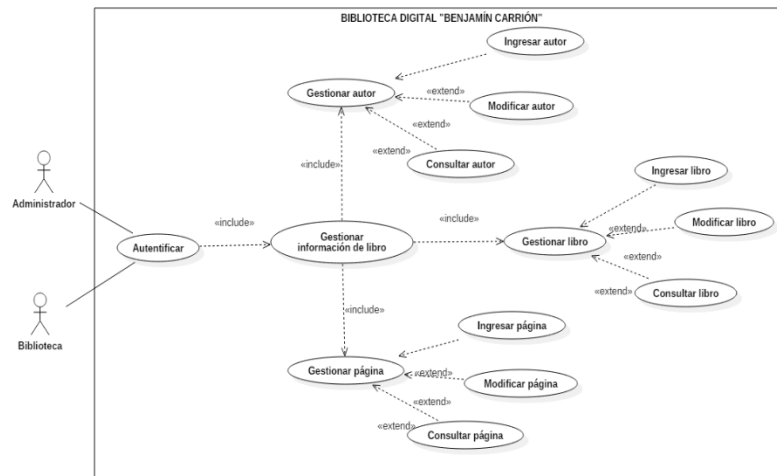 BIBLIOTECA DIGITAL "BENJAMÍN CARRIÓN"
Ingresar autor
Gestionar autor
«extend»
Modificar autor
«extend»
«extend»
Consultar autor
«include»
Ingresar libro
Administrador
«include»
«include»
Modificar libro
«extend»
Autentificar
Gestionar
información de libro
Gestionar libro
«extend»
«extend»
Consultar libro
«include»
Ingresar página
Biblioteca
Gestionar página
«extend»
Modificar página
«extend»
«extend»
Consultar página